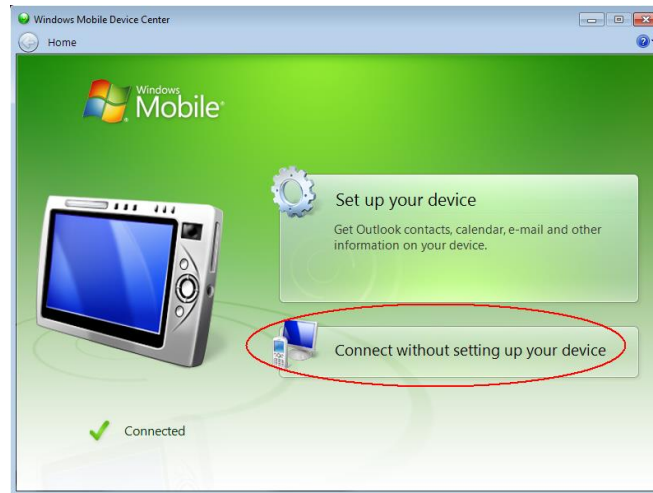 Windows Mobile Device Center
Home
Windows
Mobile
Set up your device
Get Outlook contacts, calendar, e-mail and other
information on your device.
Connect without setting up your device
Connected